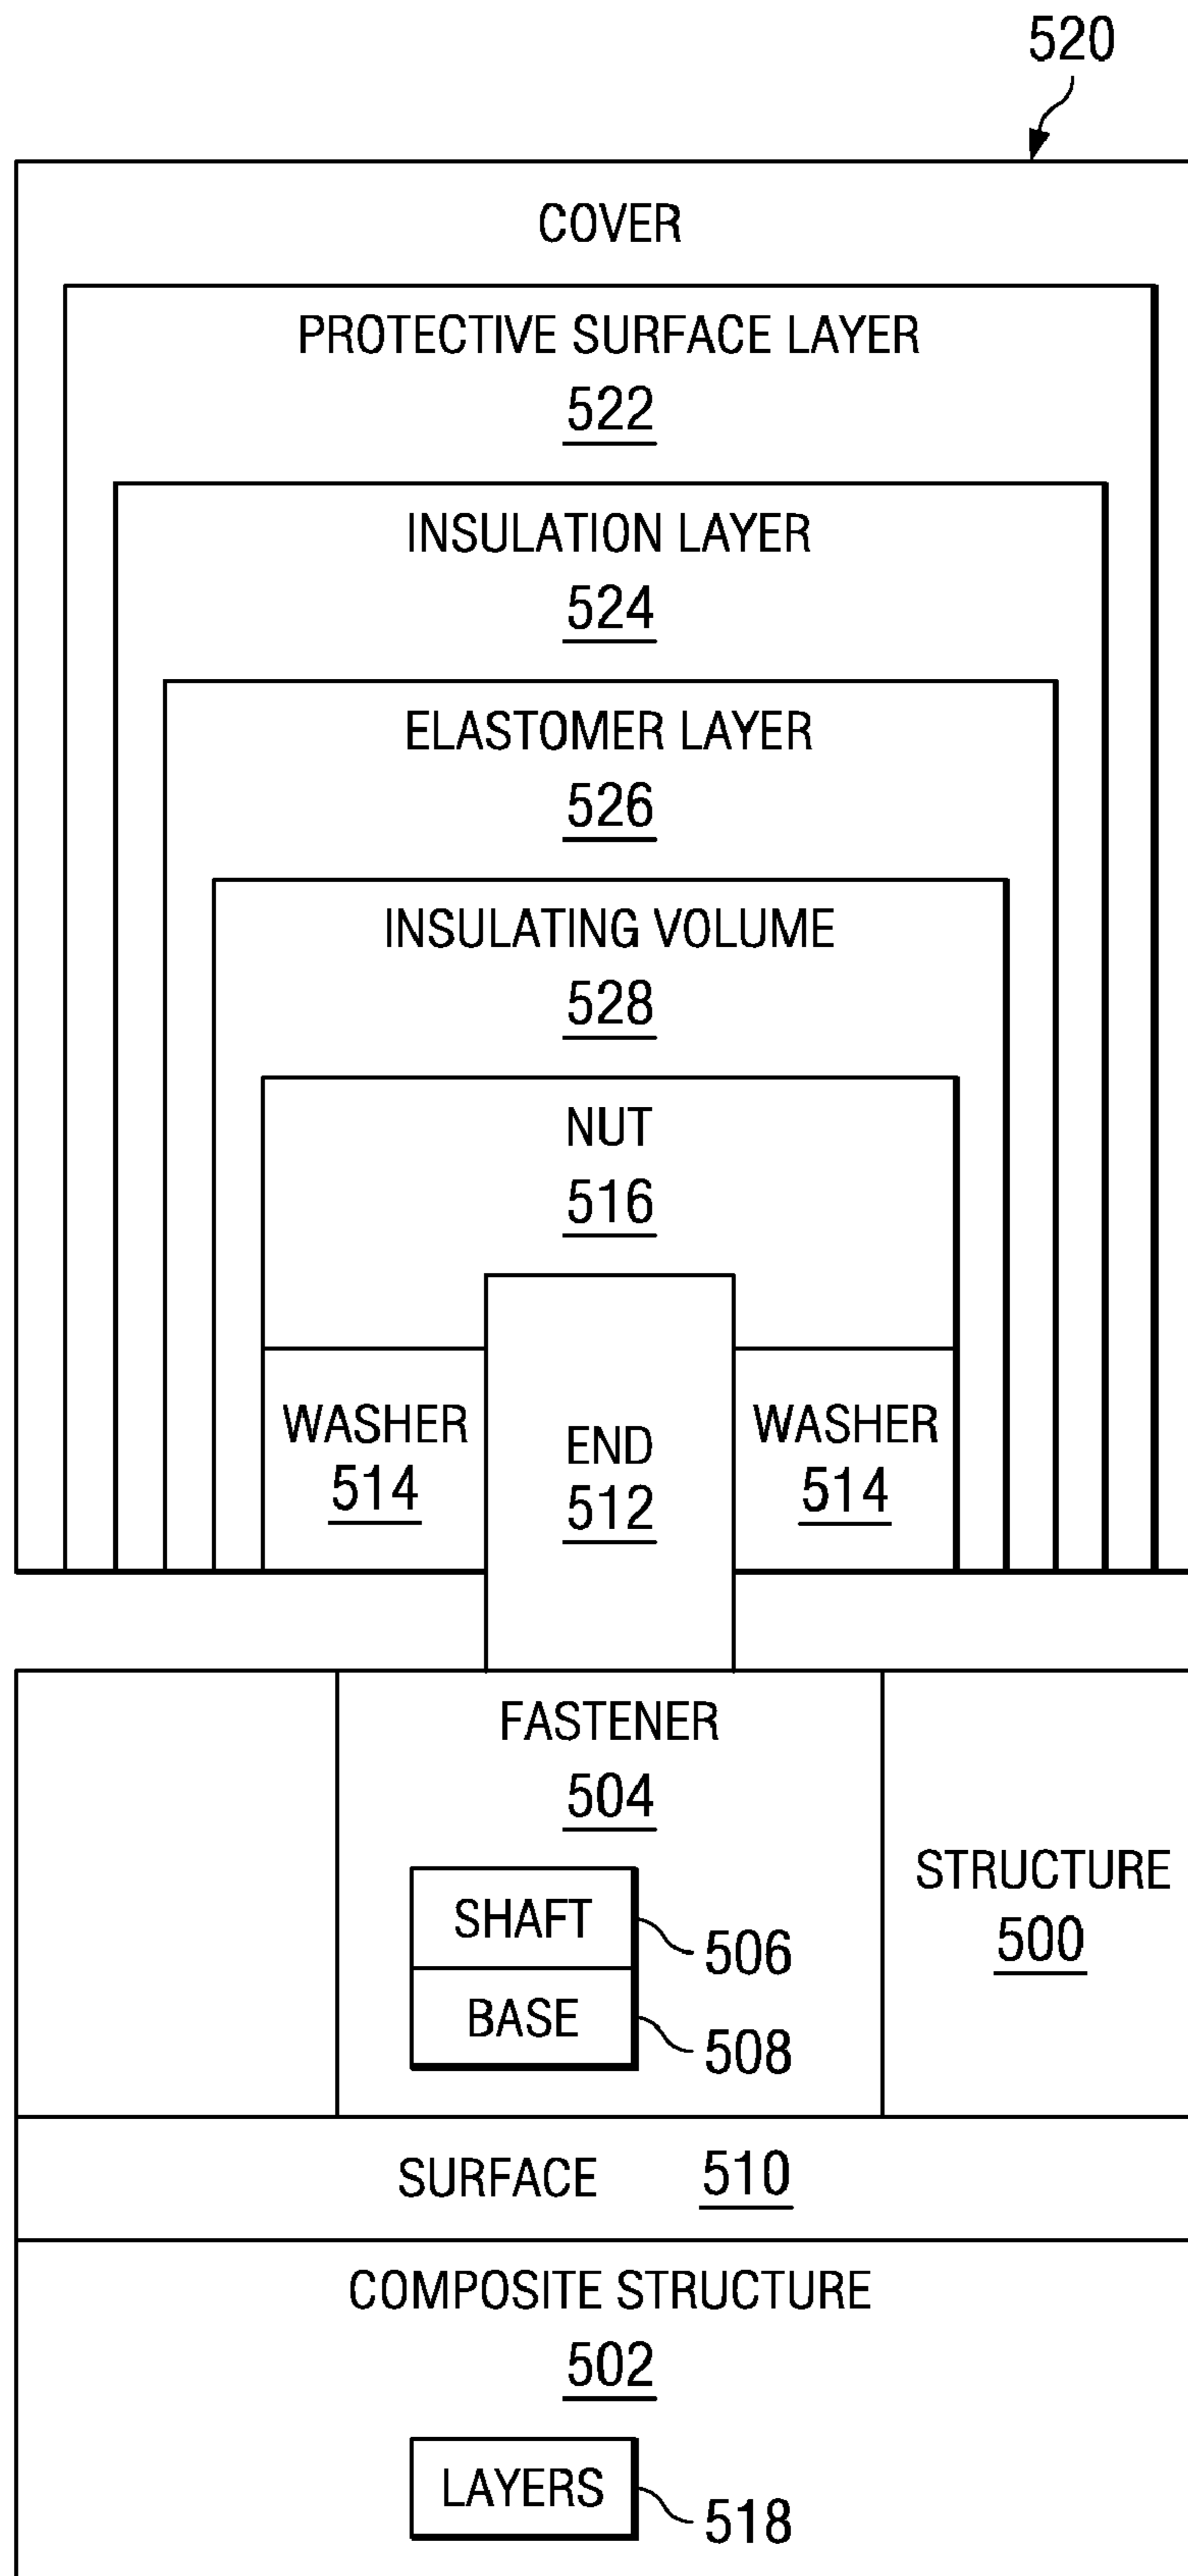 520
COVER
PROTECTIVE SURFACE LAYER
522
INSULATION LAYER
524
ELASTOMER LAYER
526
INSULATING VOLUME
528
NUT
516
WASHER
514
END
512
WASHER
514
FASTENER
504
SHAFT
506
BASE
508
STRUCTURE
500
SURFACE 510
COMPOSITE STRUCTURE
502
LAYERS
518